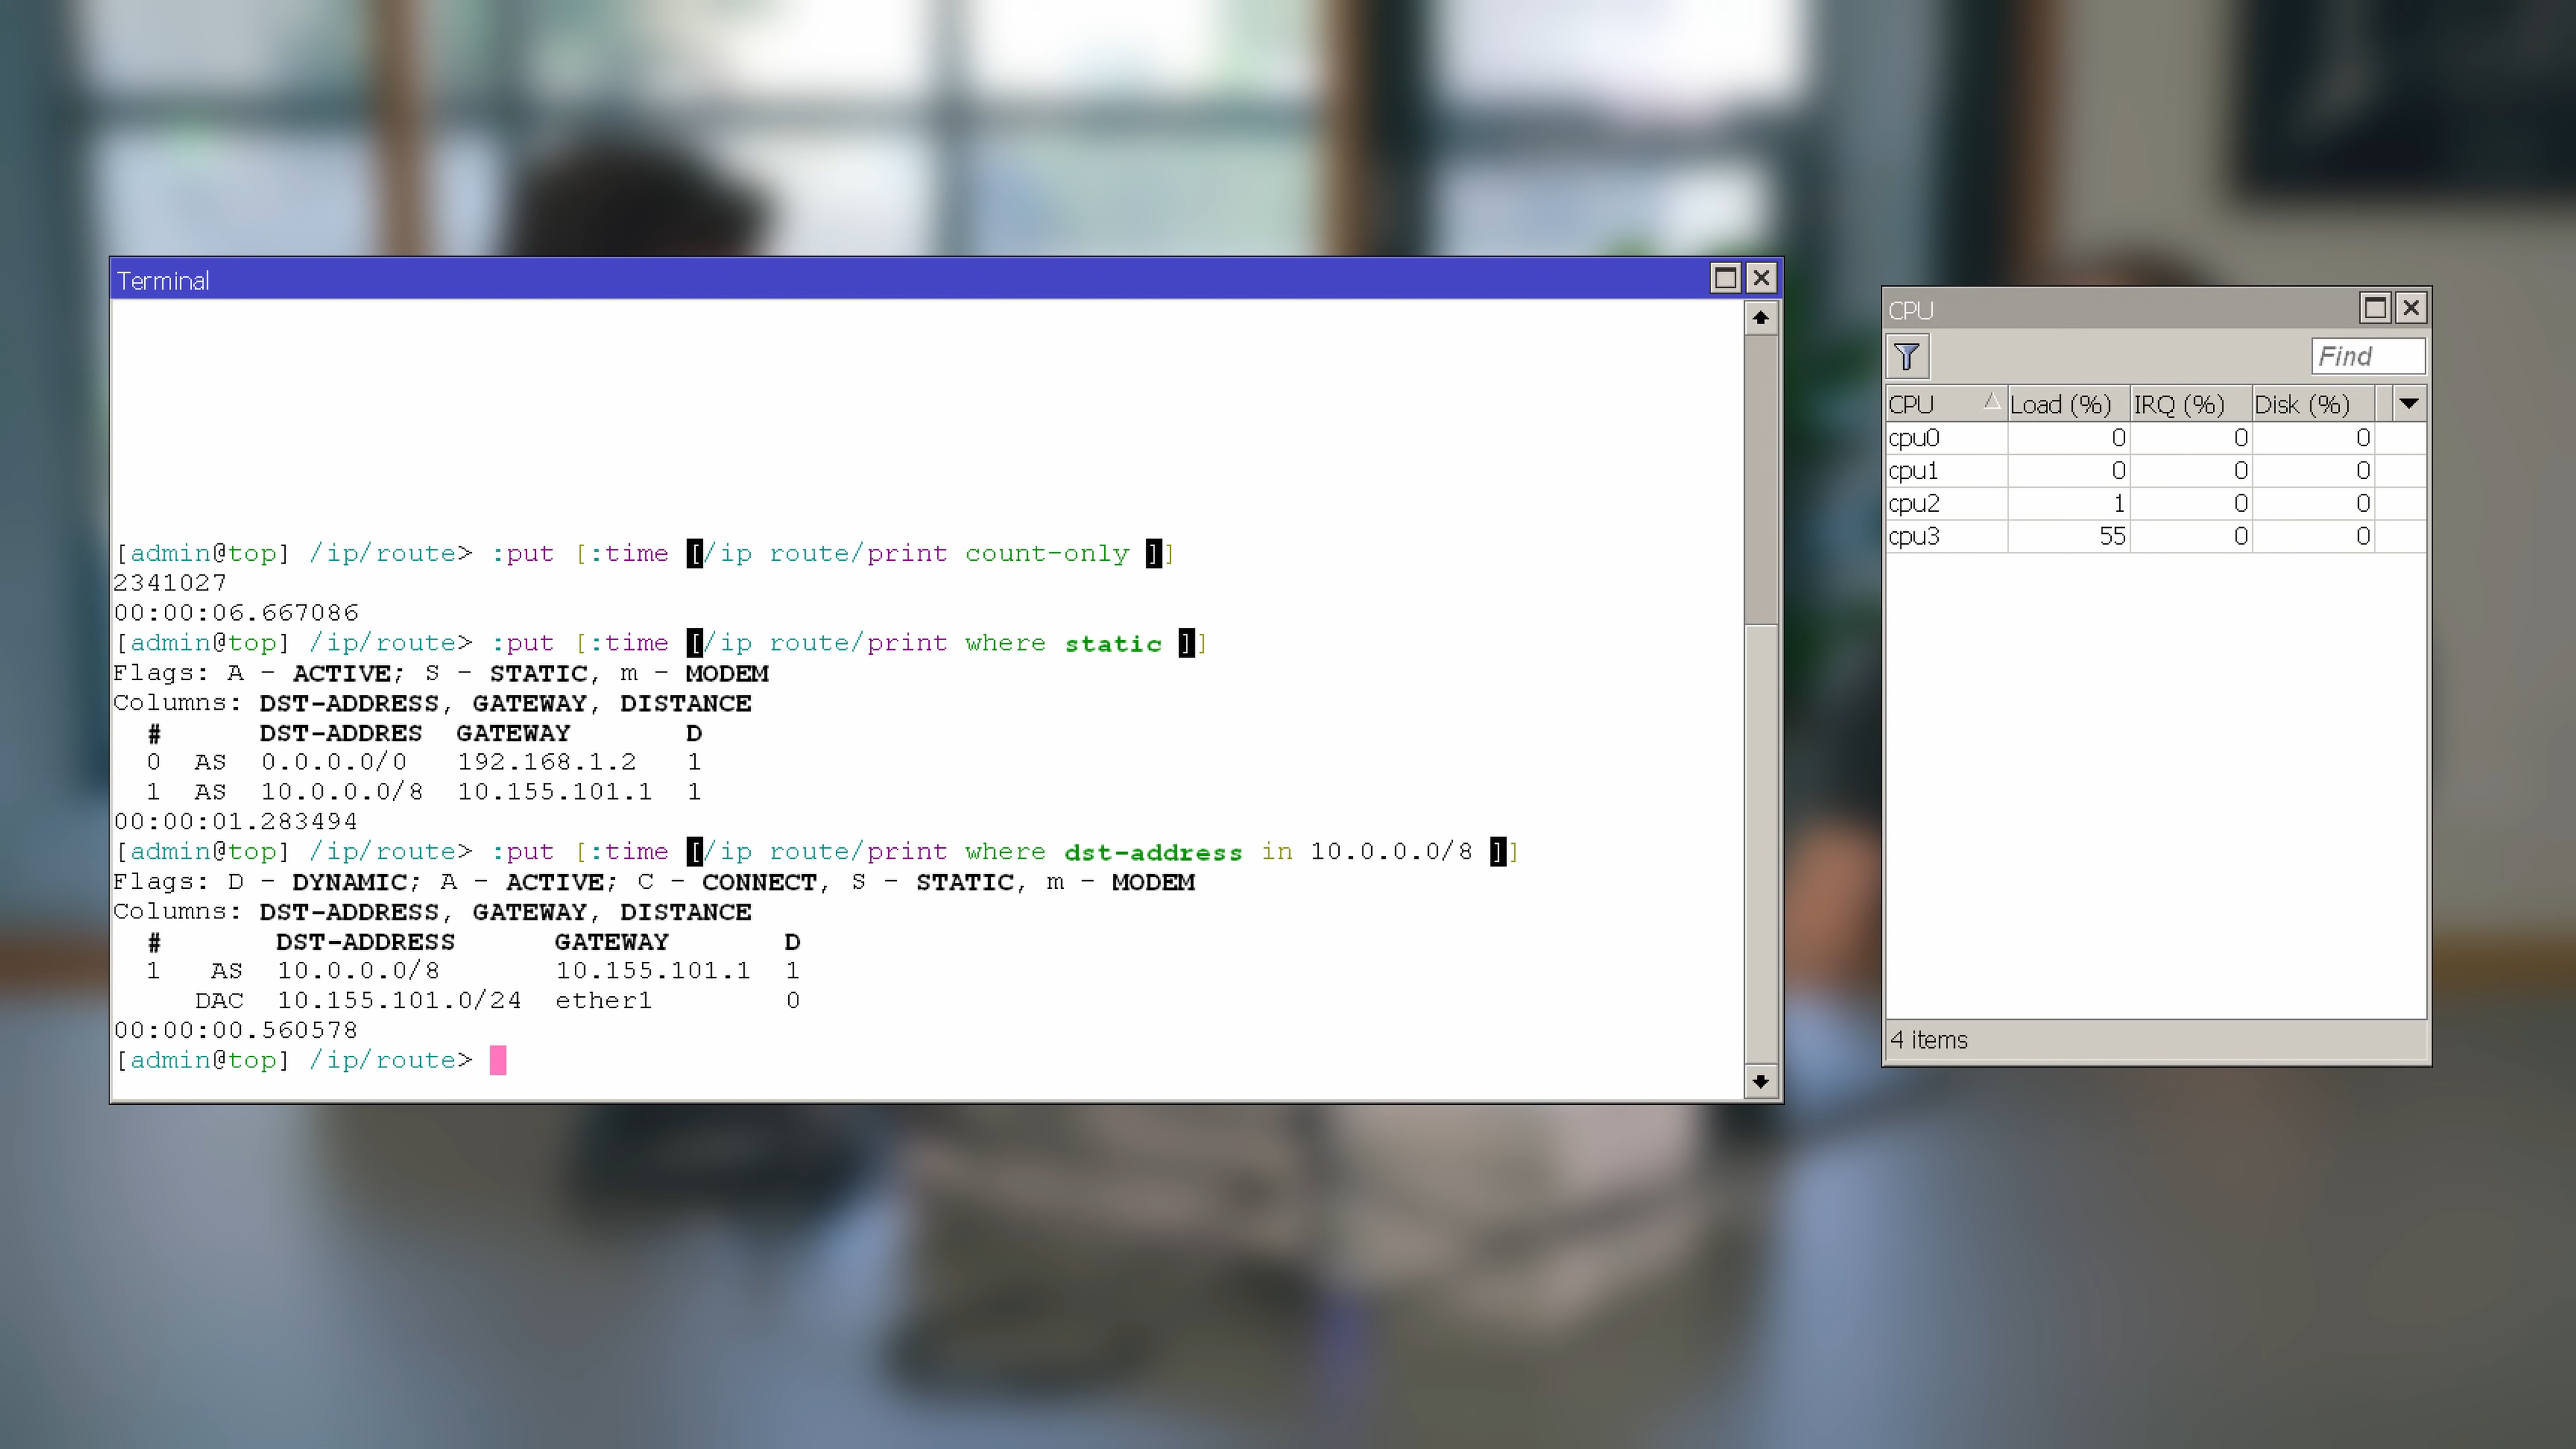 Terminal
[admin@top] /ip/route> :put [:time [/ip route/print count-only ]]
2341027
00:00:06.667086
[admin@top] /ip/route> :put [:time [/ip route/print where static ]]
Flags: A - ACTIVE; S - STATIC, m - MODEM
Columns: DST-ADDRESS, GATEWAY, DISTANCE
# DST-ADDRES GATEWAY D
0 AS 0.0.0.0/0 192.168.1.2 1
1 AS 10.0.0.0/8 10.155.101.1 1
00:00:01.283494
[admin@top] /ip/route> :put [:time [/ip route/print where dst-address in 10.0.0.0/8 ]]
Flags: D - DYNAMIC; A - ACTIVE; C - CONNECT, S - STATIC, m - MODEM
Columns: DST-ADDRESS, GATEWAY, DISTANCE
# DST-ADDRESS GATEWAY D
1 AS 10.0.0.0/8 10.155.101.1 1
DAC 10.155.101.0/24 ether1 0
00:00:00.560578
[admin@top] /ip/route>
CPU
Find
CPU Load (%) IRQ (%) Disk (%)
cpu0 0 0 0
cpu1 0 0 0
cpu2 1 0 0
cpu3 55 0 0
4 items